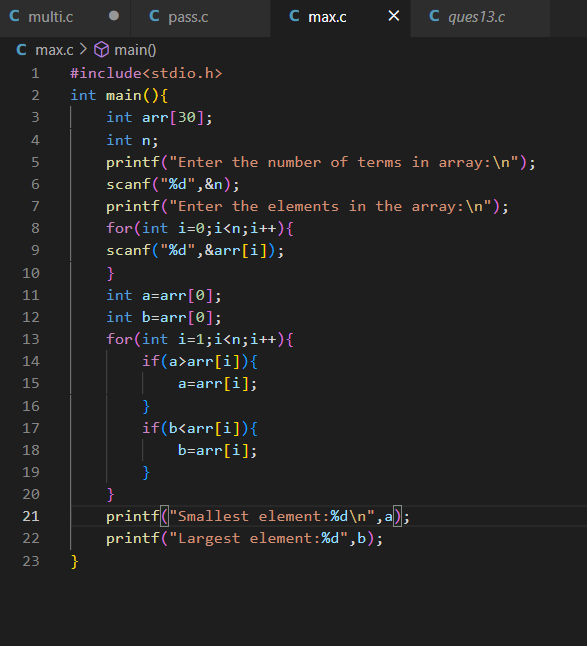 C multi.c ● C pass.c C max.c × C ques13.c
C max.c > main()
1 #include<stdio.h>
2 int main(){
3     int arr[30];
4     int n;
5     printf("Enter the number of terms in array:\n");
6     scanf("%d",&n);
7     printf("Enter the elements in the array:\n");
8     for(int i=0;i<n;i++){
9     scanf("%d",&arr[i]);
10     }
11     int a=arr[0];
12     int b=arr[0];
13     for(int i=1;i<n;i++){
14         if(a>arr[i]){
15             a=arr[i];
16         }
17         if(b<arr[i]){
18             b=arr[i];
19         }
20     }
21     printf("Smallest element:%d\n",a);
22     printf("Largest element:%d",b);
23 }